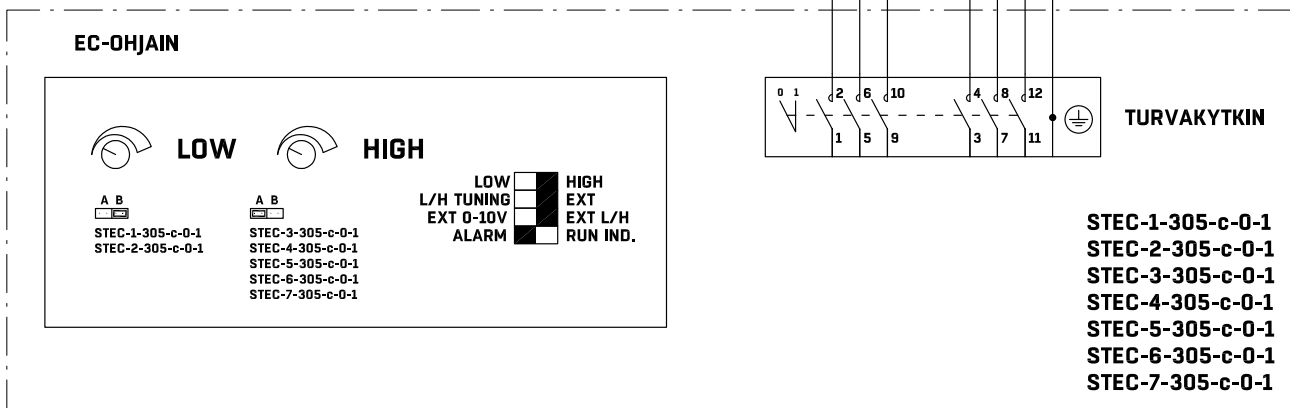 EC-OHJAIN
0 1 2 6 10 4 8 12
1 5 9 3 7 11
TURVAKYTKIN
LOW HIGH
LOW HIGH
L/H TUNING EXT
EXT 0-10V EXT L/H
ALARM RUN IND.
A B
STEC-1-305-c-0-1
STEC-2-305-c-0-1
A B
STEC-3-305-c-0-1
STEC-4-305-c-0-1
STEC-5-305-c-0-1
STEC-6-305-c-0-1
STEC-7-305-c-0-1
STEC-1-305-c-0-1
STEC-2-305-c-0-1
STEC-3-305-c-0-1
STEC-4-305-c-0-1
STEC-5-305-c-0-1
STEC-6-305-c-0-1
STEC-7-305-c-0-1